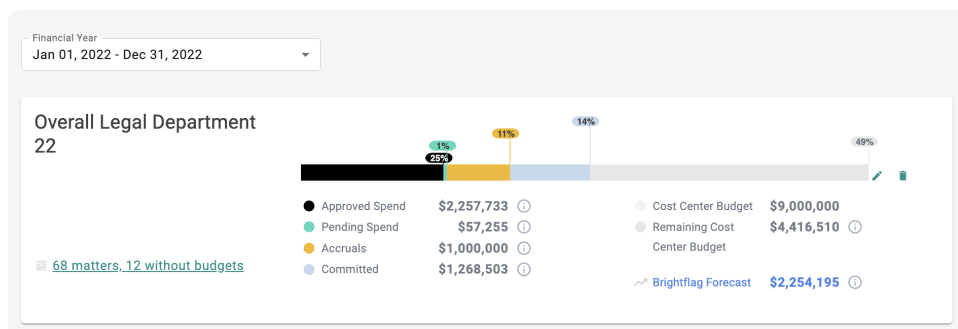 Financial Year
Jan 01, 2022 - Dec 31, 2022
Overall Legal Department
22
14%
11%
49%
1%
25%
Approved Spend $2,257,733
Pending Spend $57,255
Accruals $1,000,000
Committed $1,268,503
Cost Center Budget $9,000,000
Remaining Cost $4,416,510
Center Budget
68 matters, 12 without budgets
Brightflag Forecast $2,254,195